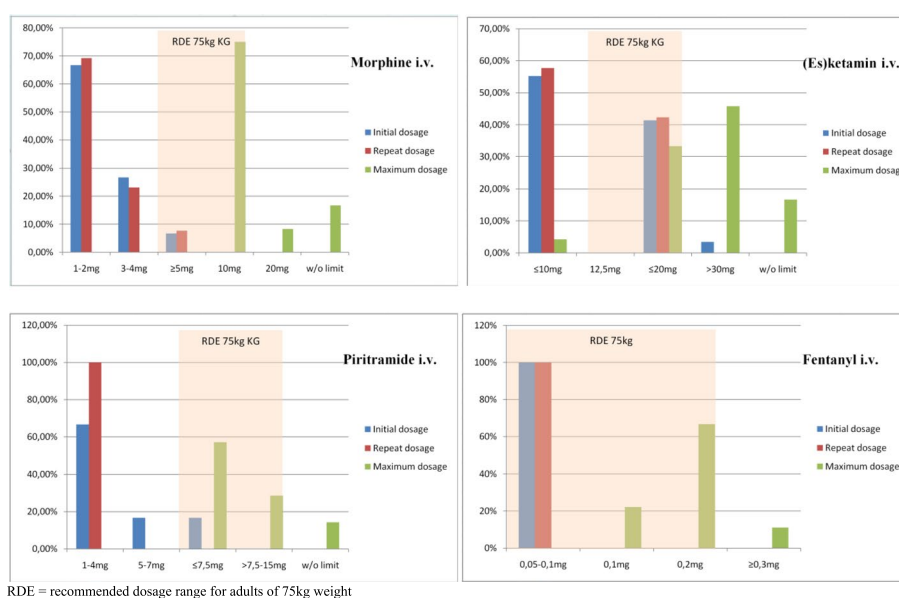 80,00%
70,00%
60,00%
50,00%
40,00%
30,00%
20,00%
10,00%
0,00%
RDE 75kg KG
Morphine i.v.
Initial dosage
Repeat dosage
Maximum dosage
1-2mg 3-4mg ≥5mg 10mg 20mg w/o limit
70,00%
60,00%
50,00%
40,00%
30,00%
20,00%
10,00%
0,00%
RDE 75kg KG
(Es)ketamin i.v.
Initial dosage
Repeat dosage
Maximum dosage
≤10mg 12,5mg ≤20mg >30mg w/o limit
120,00%
100,00%
80,00%
60,00%
40,00%
20,00%
0,00%
RDE 75kg KG
Piritramide i.v.
Initial dosage
Repeat dosage
Maximum dosage
1-4mg 5-7mg ≤7,5mg >7,5-15mg w/o limit
120%
100%
80%
60%
40%
20%
0%
RDE 75kg
Fentanyl i.v.
Initial dosage
Repeat dosage
Maximum dosage
0,05-0,1mg 0,1mg 0,2mg ≥0,3mg
RDE = recommended dosage range for adults of 75kg weight